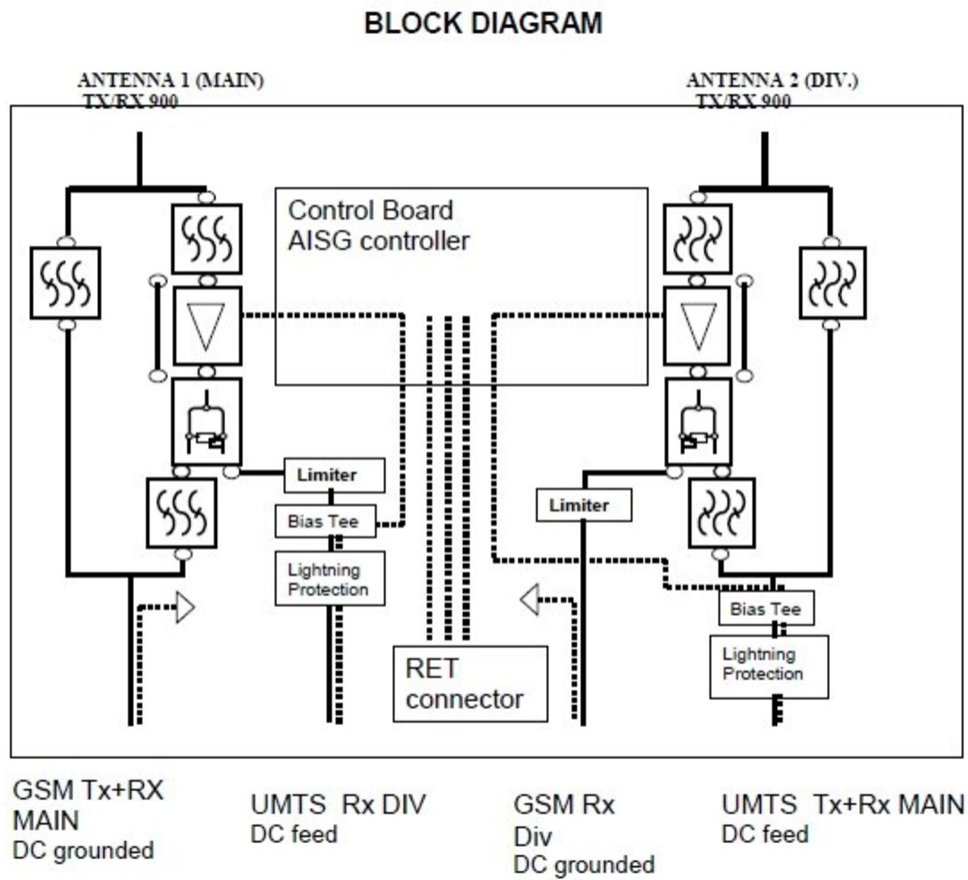 BLOCK DIAGRAM
ANTENNA 1 (MAIN)
TX/RX 900
ANTENNA 2 (DIV.)
TX/RX 900
Control Board
AISG controller
Limiter
Bias Tee
Lightning
Protection
Limiter
Bias Tee
Lightning
Protection
RET
connector
GSM Tx+RX
MAIN
DC grounded
UMTS Rx DIV
DC feed
GSM Rx
Div
DC grounded
UMTS Tx+Rx MAIN
DC feed